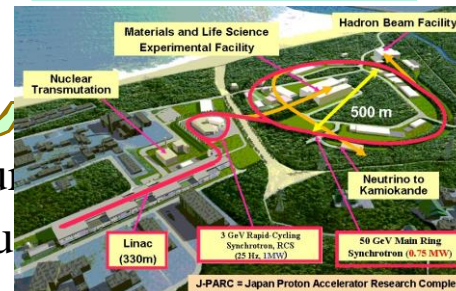 Hadron Beam Facility
Materials and Life Science
Experimental Facility
Nuclear
Transmutation
500 m
Neutrino to
Kamiokande
Linac
(330m)
3 GeV Rapid-Cycling
Synchrotron, RCS
(25 Hz, 1MW)
50 GeV Main Ring
Synchrotron (0.75 MW)
J-PARC = Japan Proton Accelerator Research Comple